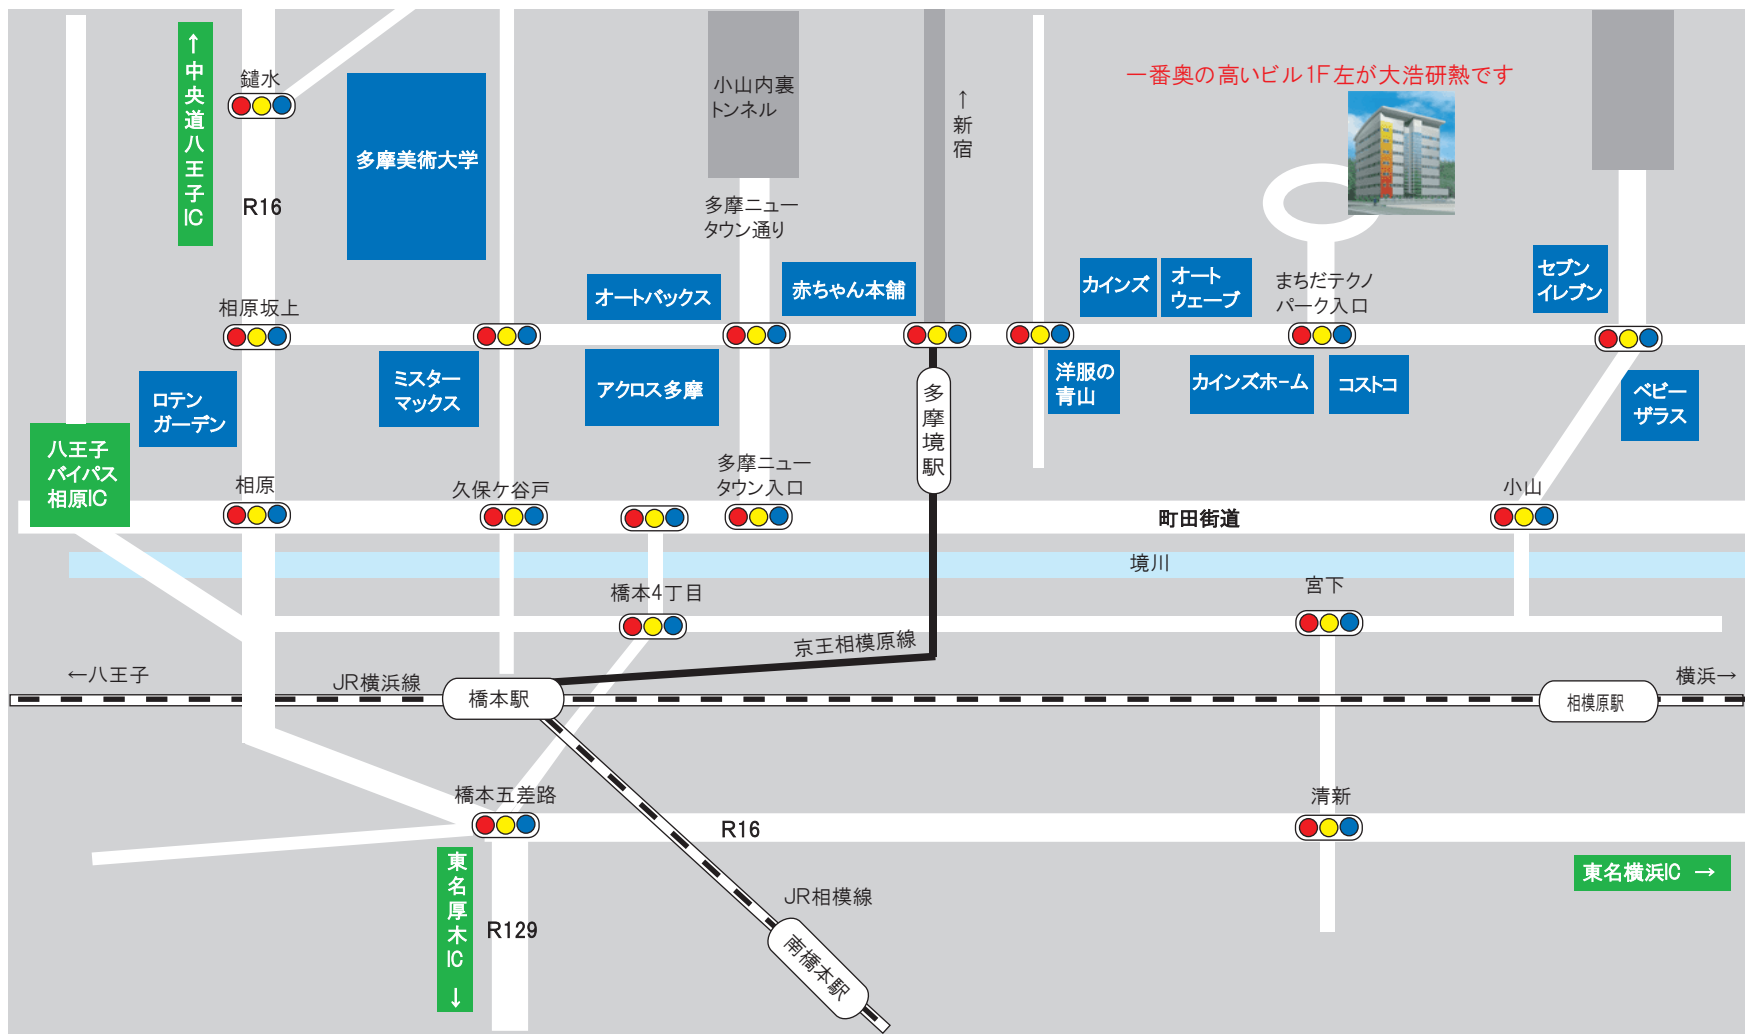 ↑中央道八王子IC
鑓水
R16
多摩美術大学
小山内裏
トンネル
↑新宿
一番奥の高いビル1F左が大浩研熱です
多摩ニュー
タウン通り
相原坂上
オートバックス
赤ちゃん本舗
カインズ
オート
ウェーブ
まちだテクノ
パーク入口
セブン
イレブン
ロテン
ガーデン
ミスター
マックス
アクロス多摩
多摩境駅
洋服の
青山
カインズホーム
コストコ
ベビー
ザラス
八王子
バイパス
相原IC
相原
久保ケ谷戸
多摩ニュー
タウン入口
町田街道
小山
境川
橋本4丁目
宮下
京王相模原線
←八王子
JR横浜線
橋本駅
相模原駅
横浜→
橋本五差路
R16
清新
東名厚木IC↓
R129
JR相模線
南橋本駅
東名横浜IC →